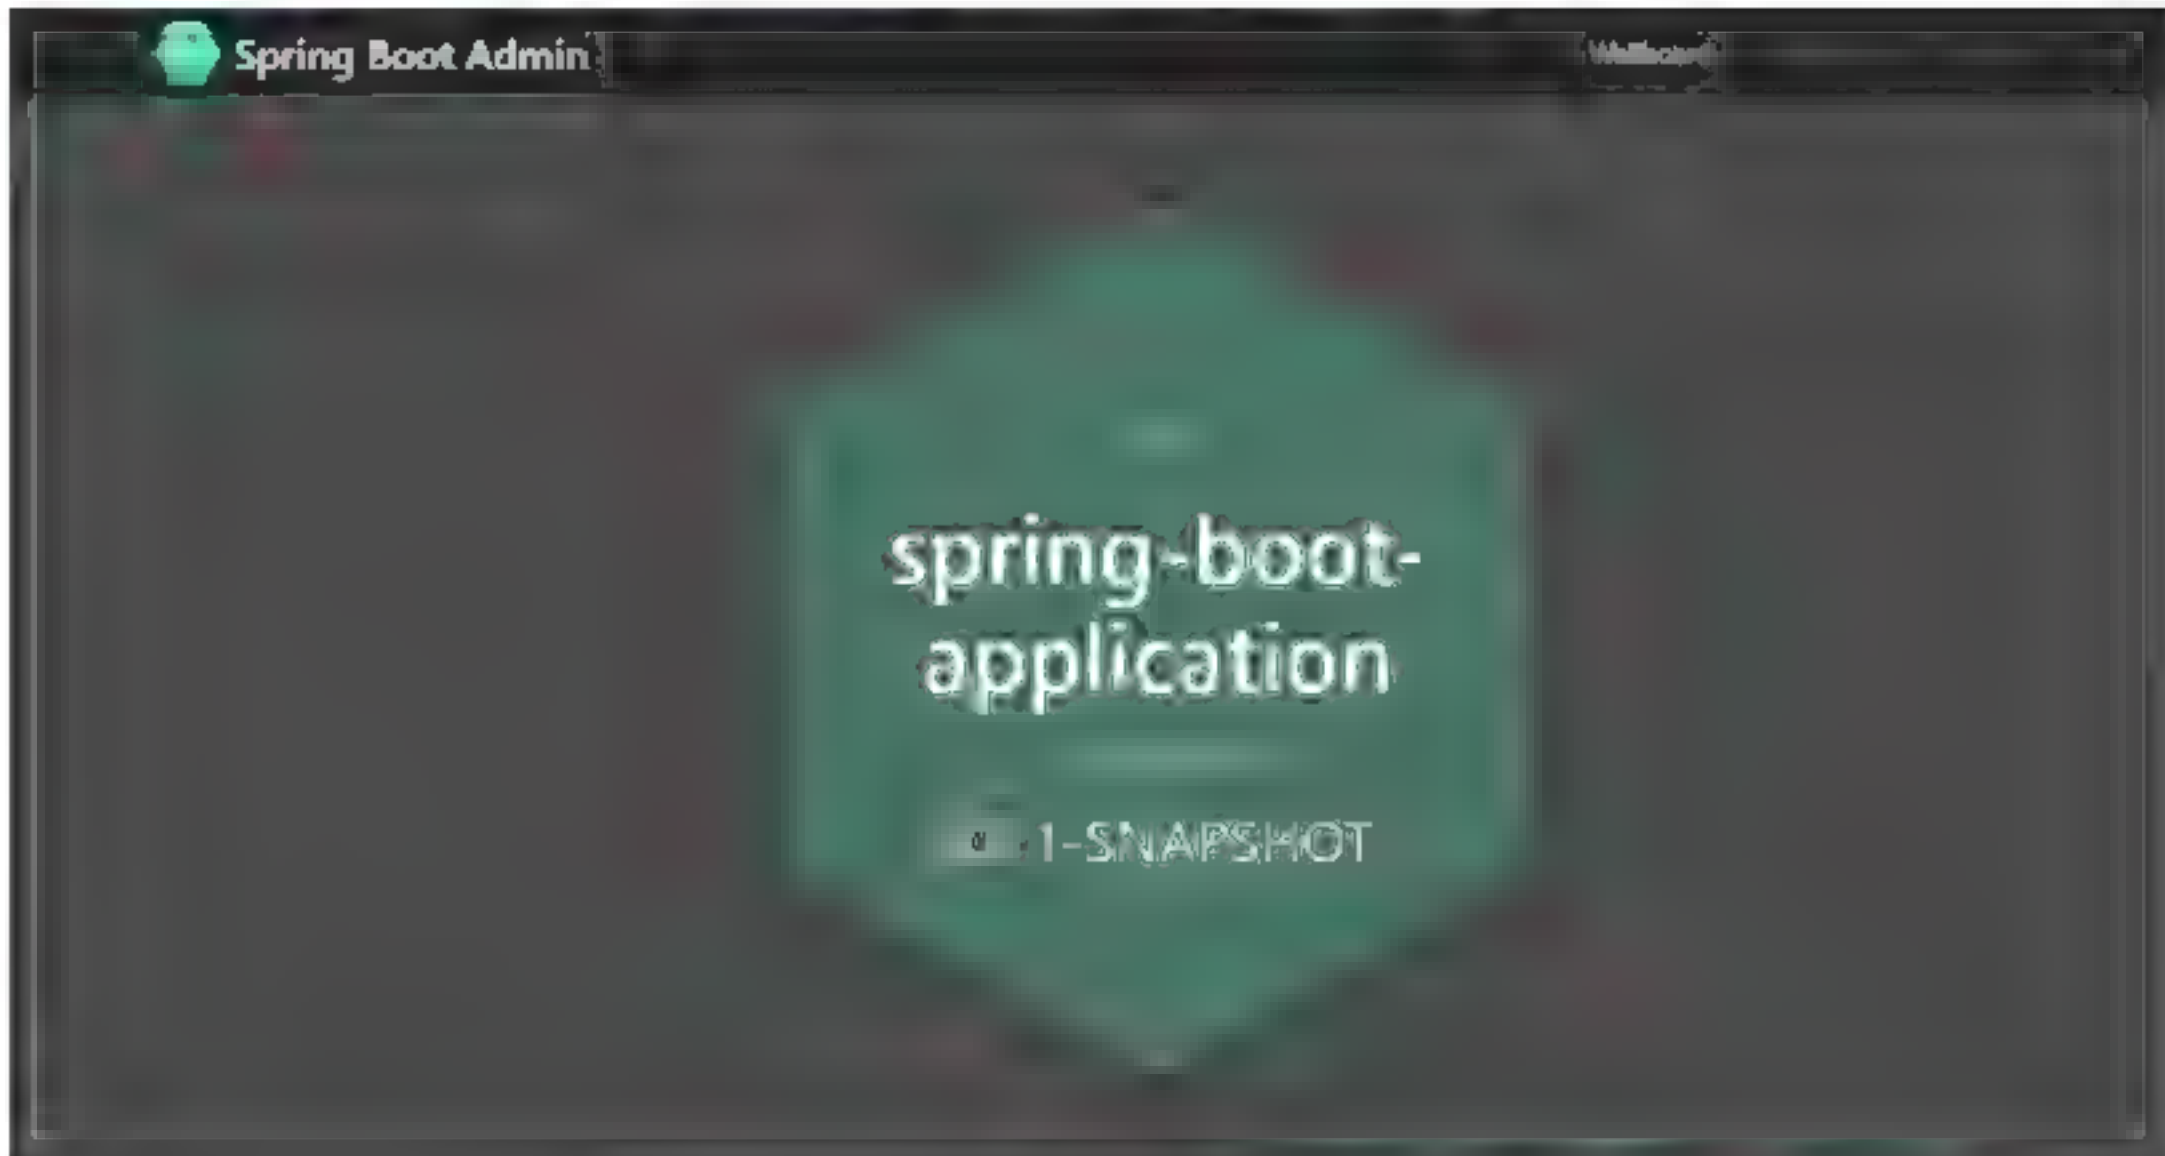 Spring Boot Admin
spring-boot-
application
1-SNAPSHOT